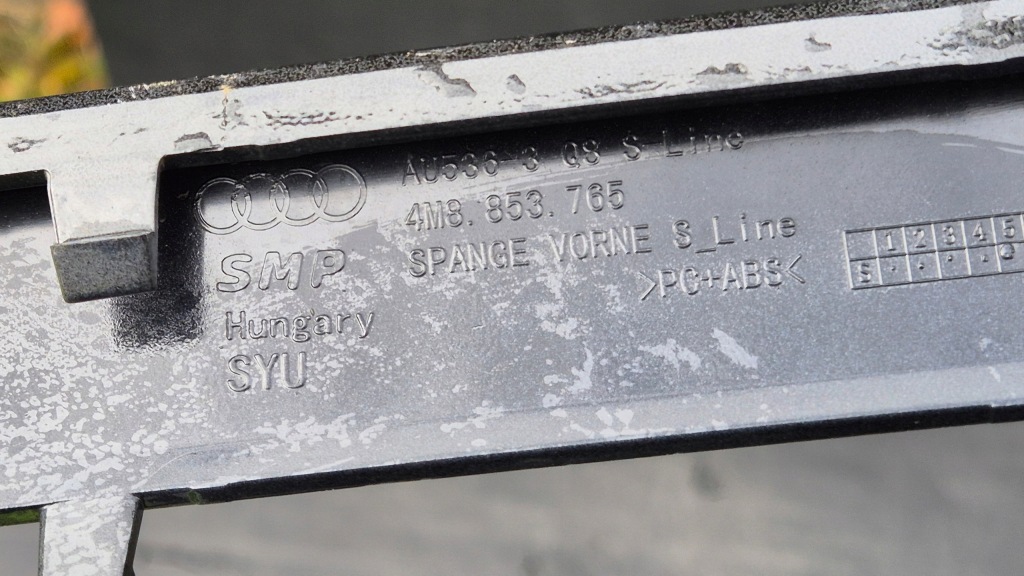 AU536-3 Q8 S-Line
4M8.853.765
SPANGE VORNE S_Line
>PC+ABS<
SMP
Hungary
SYU
1 2 3 4 5
S